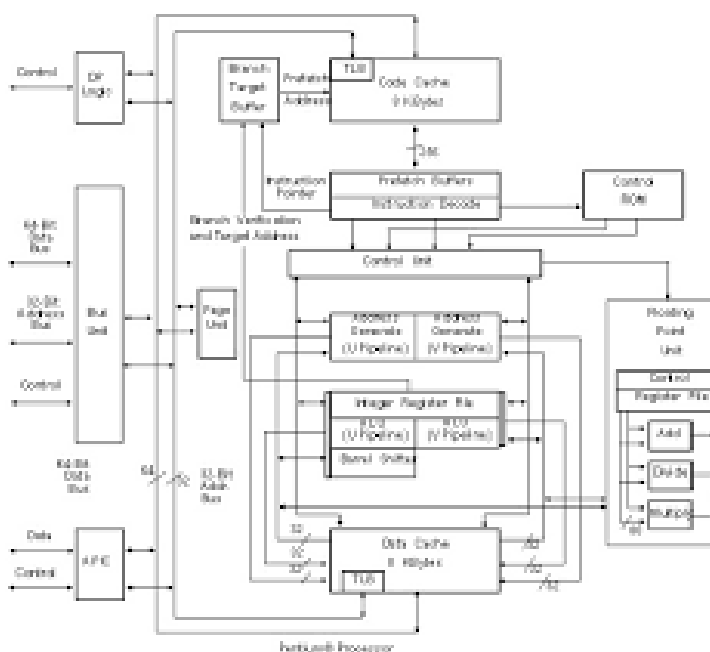 Control
DP
Logic
Branch
Target
Buffer
Prefetch
Address
TLB
Code Cache
8 KBytes
256
Instruction
Pointer
Prefetch Buffers
Instruction Decode
Control
ROM
Branch Verification
and Target Address
Control Unit
64-Bit
Data
Bus
32-Bit
Address
Bus
Control
Bus
Unit
Page
Unit
Address
Generate
(U Pipeline)
Address
Generate
(V Pipeline)
Floating
Point
Unit
Control
Register File
Add
Divide
Multiply
80
Integer Register File
ALU
(U Pipeline)
ALU
(V Pipeline)
Barrel Shifter
64-Bit
Data
Bus
64
32
32-Bit
Addr.
Bus
Data
Control
APIC
32
32
32
Data Cache
8 KBytes
TLB
32
32
32
Pentium® Processor